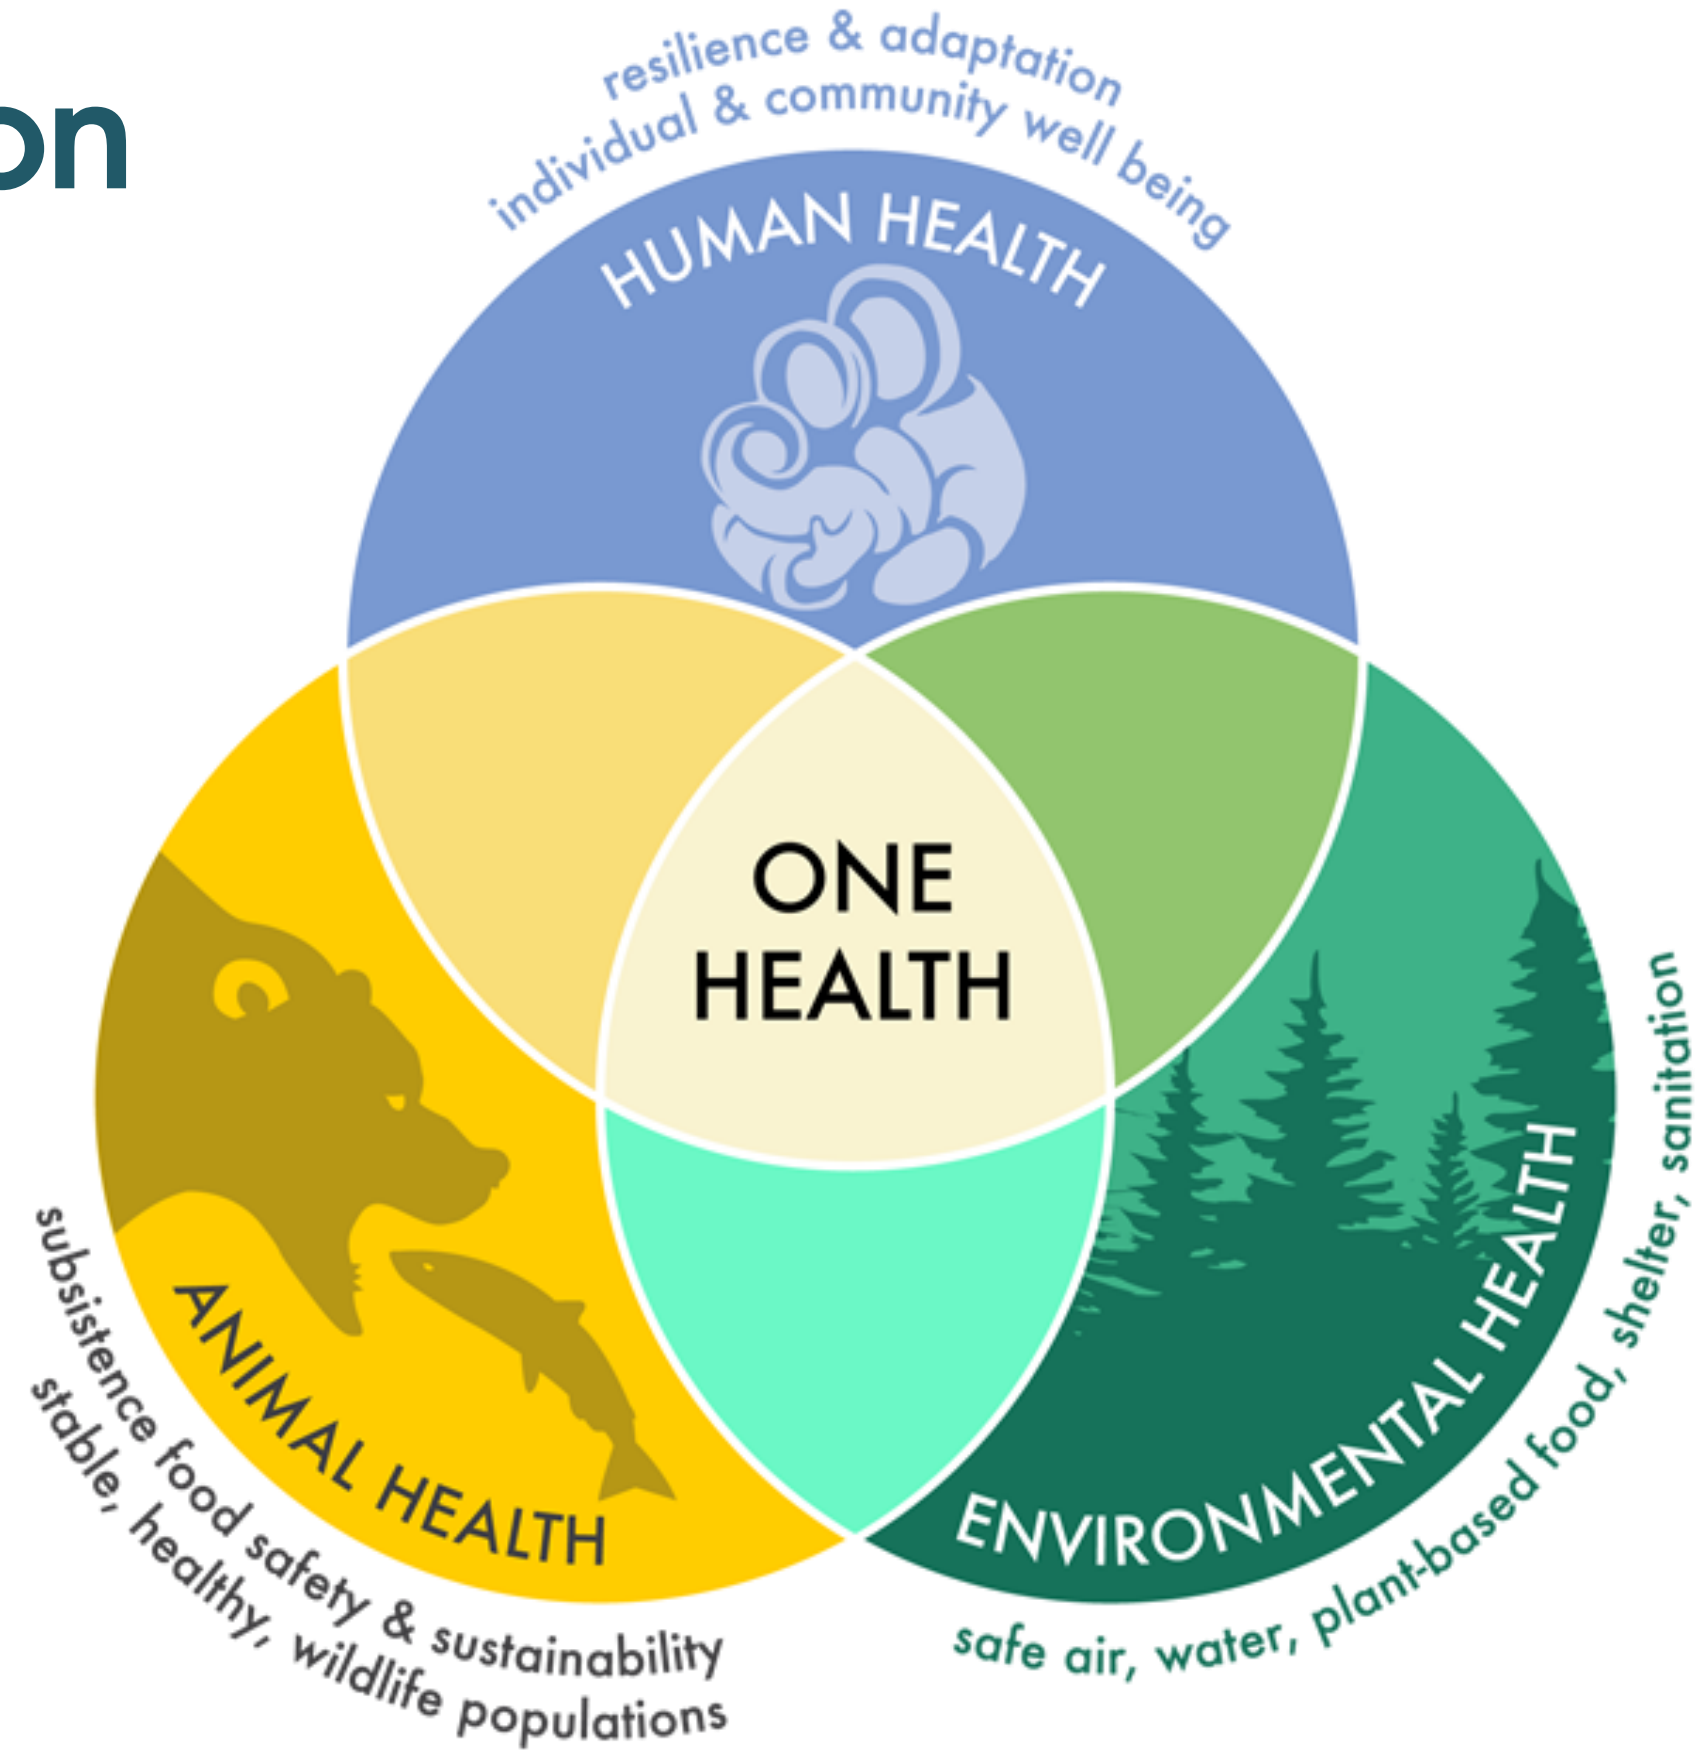 on
resilience & adaptation
individual & community well being
HUMAN HEALTH
ONE
HEALTH
ANIMAL HEALTH
subsistence food safety & sustainability
stable, healthy, wildlife populations
ENVIRONMENTAL HEALTH
safe air, water, plant-based food, shelter, sanitation